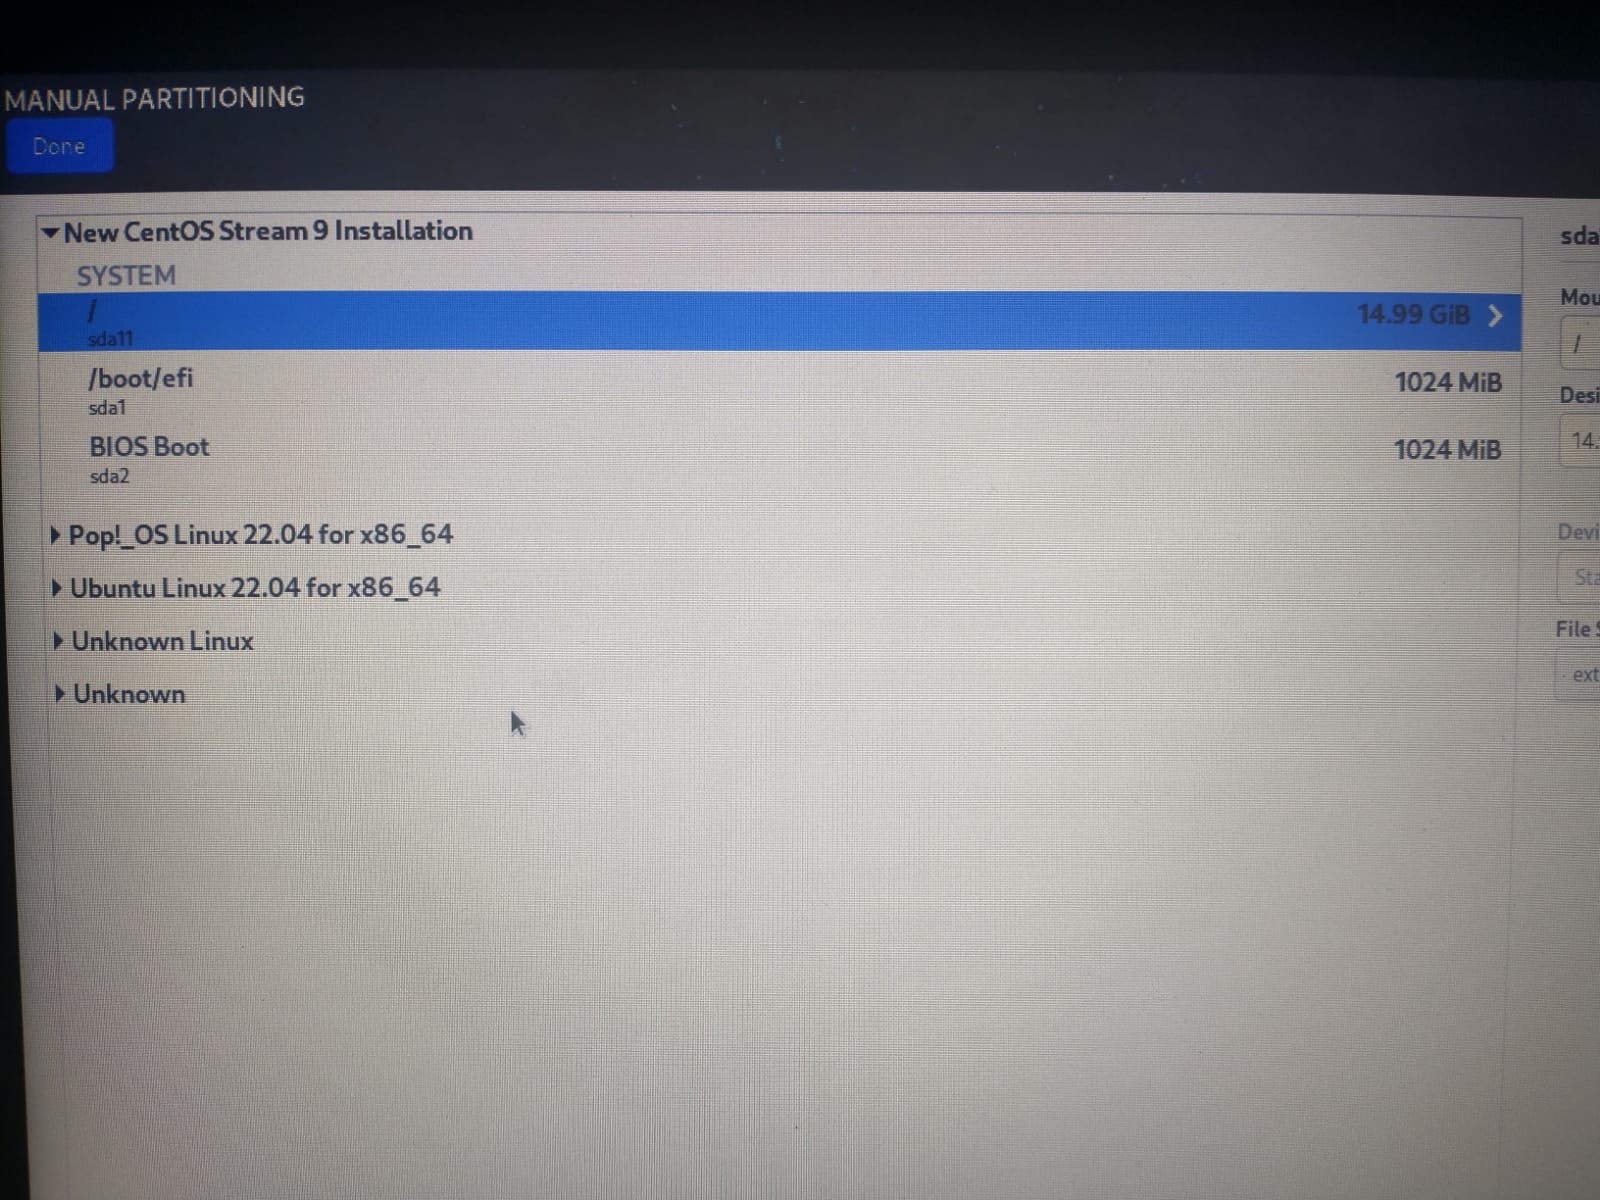 MANUAL PARTITIONING
Done
New CentOS Stream 9 Installation
SYSTEM
/ 14.99 GiB
sda11
/boot/efi 1024 MiB
sda1
BIOS Boot 1024 MiB
sda2
Pop!_OS Linux 22.04 for x86_64
Ubuntu Linux 22.04 for x86_64
Unknown Linux
Unknown
sda
Mou
/
Desi
14.
Devi
Sta
File S
ext